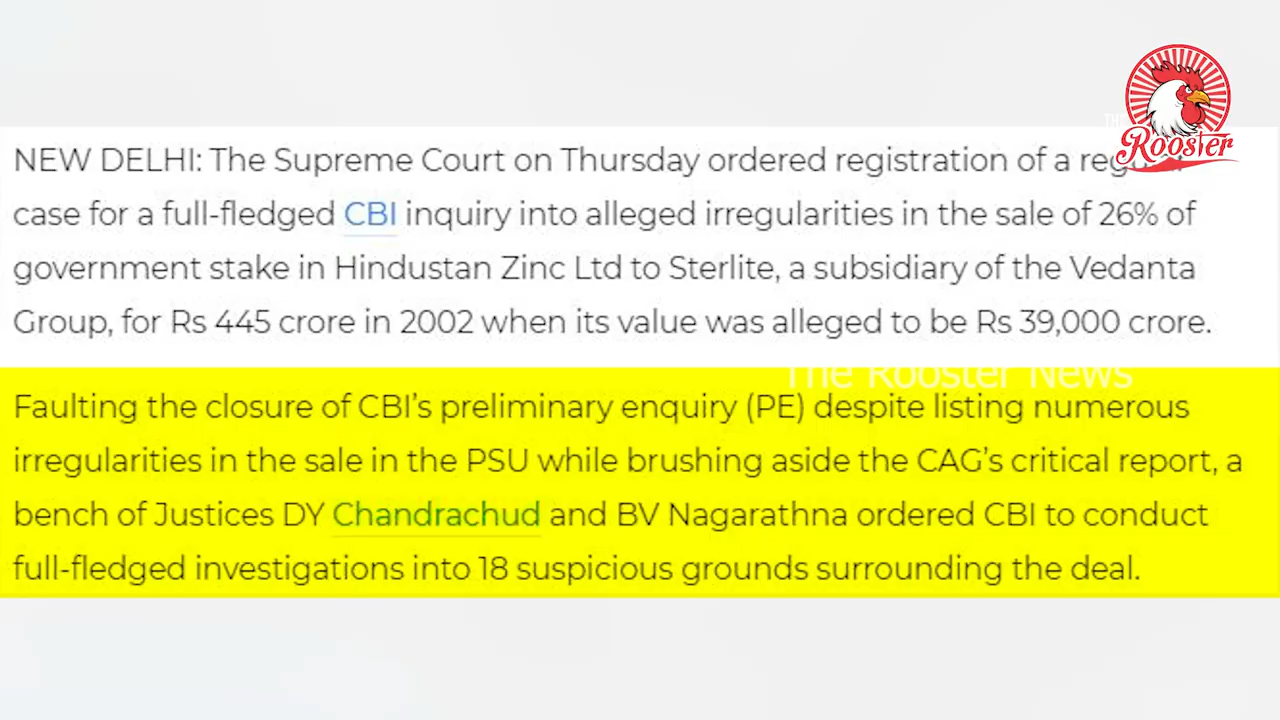 THE
Rooster
NEW DELHI: The Supreme Court on Thursday ordered registration of a
case for a full-fledged CBI inquiry into alleged irregularities in the sale of 26% of
government stake in Hindustan Zinc Ltd to Sterlite, a subsidiary of the Vedanta
Group, for Rs 445 crore in 2002 when its value was alleged to be Rs 39,000 crore.
The Rooster News
Faulting the closure of CBI's preliminary enquiry (PE) despite listing numerous
irregularities in the sale in the PSU while brushing aside the CAG's critical report, a
bench of Justices DY Chandrachud and BV Nagarathna ordered CBI to conduct
full-fledged investigations into 18 suspicious grounds surrounding the deal.